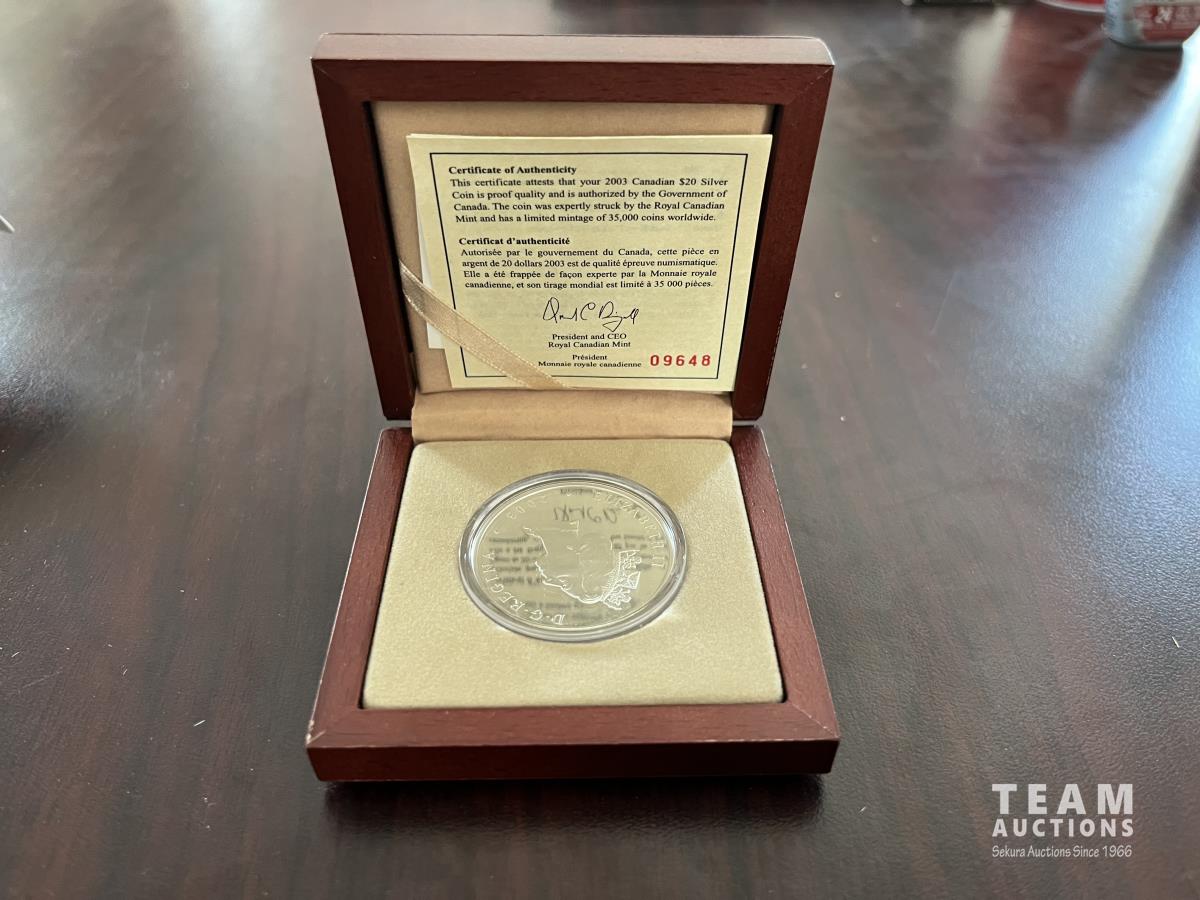 Certificate of Authenticity
This certificate attests that your 2003 Canadian $20 Silver
Coin is proof quality and is authorized by the Government of
Canada. The coin was expertly struck by the Royal Canadian
Mint and has a limited mintage of 35,000 coins worldwide.
Certificat d'authenticité
Autorisée par le gouvernement du Canada, cette pièce en
argent de 20 dollars 2003 est de qualité épreuve numismatique.
Elle a été frappée de façon experte par la Monnaie royale
canadienne, et son tirage mondial est limité à 35 000 pièces.
President and CEO
Royal Canadian Mint
Président
Monnaie royale canadienne
09648
ELIZABETH II
D·G·REGINA
24
TEAM
AUCTIONS
Sekura Auctions Since 1966